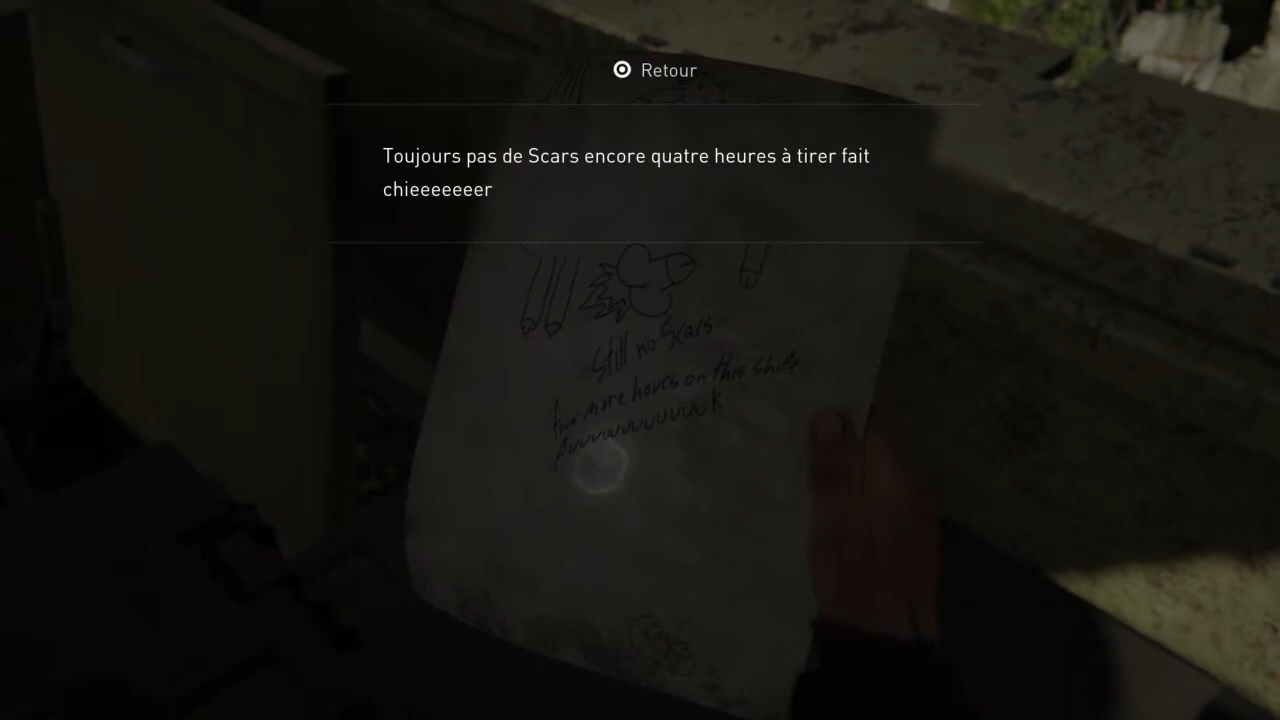 Retour
Toujours pas de Scars encore quatre heures à tirer fait
chieeeeeeer
Still no Scars
four more hours on this shift
Fuuuuuuuuuuck